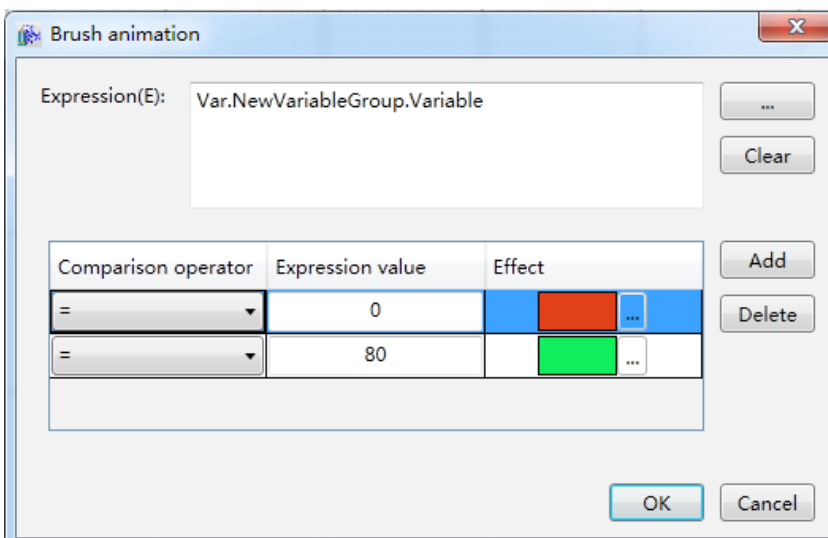 Brush animation
Expression(E):
Var.NewVariableGroup.Variable
...
Clear
Comparison operator Expression value Effect
Add
= 0 ...
Delete
= 80 ...
OK Cancel